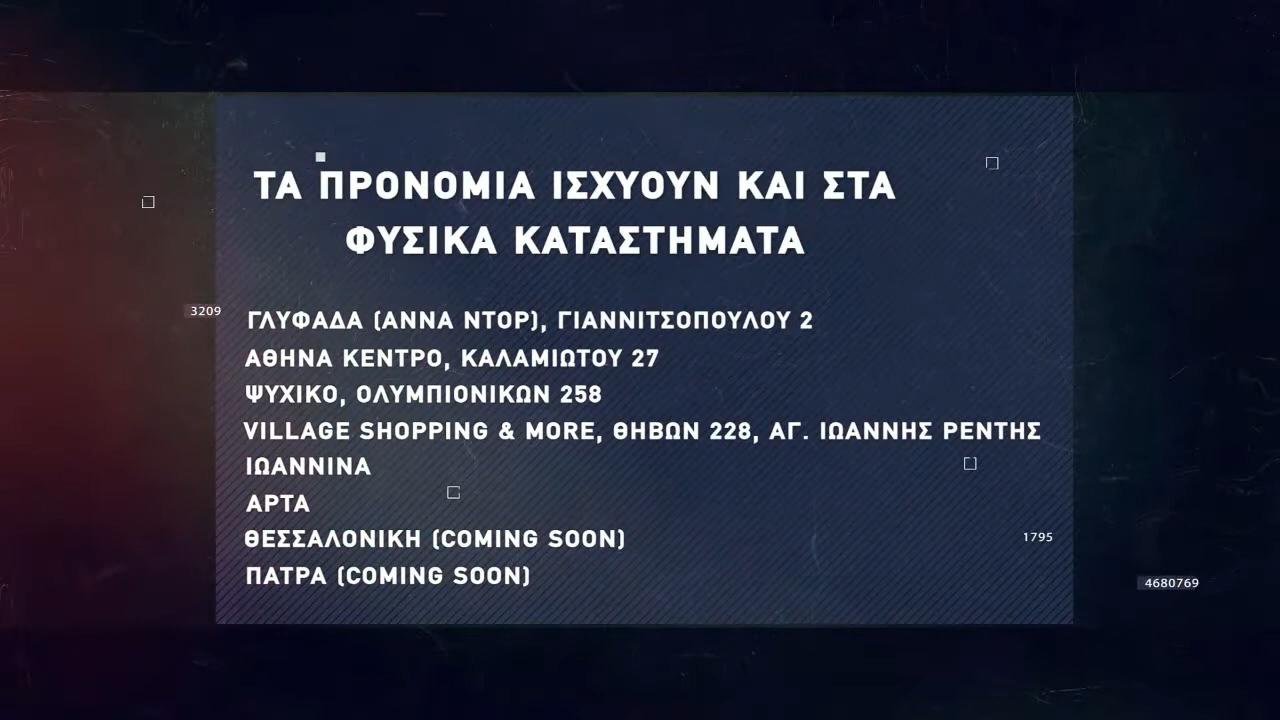 ΤΑ ΠΡΟΝΟΜΙΑ ΙΣΧΥΟΥΝ ΚΑΙ ΣΤΑ
ΦΥΣΙΚΑ ΚΑΤΑΣΤΗΜΑΤΑ
3209
ΓΛΥΦΑΔΑ (ΑΝΝΑ ΝΤΟΡ), ΓΙΑΝΝΙΤΣΟΠΟΥΛΟΥ 2
ΑΘΗΝΑ ΚΕΝΤΡΟ, ΚΑΛΑΜΙΩΤΟΥ 27
ΨΥΧΙΚΟ, ΟΛΥΜΠΙΟΝΙΚΩΝ 258
VILLAGE SHOPPING & MORE, ΘΗΒΩΝ 228, ΑΓ. ΙΩΑΝΝΗΣ ΡΕΝΤΗΣ
ΙΩΑΝΝΙΝΑ
ΑΡΤΑ
ΘΕΣΣΑΛΟΝΙΚΗ (COMING SOON)
1795
ΠΑΤΡΑ (COMING SOON)
4680769